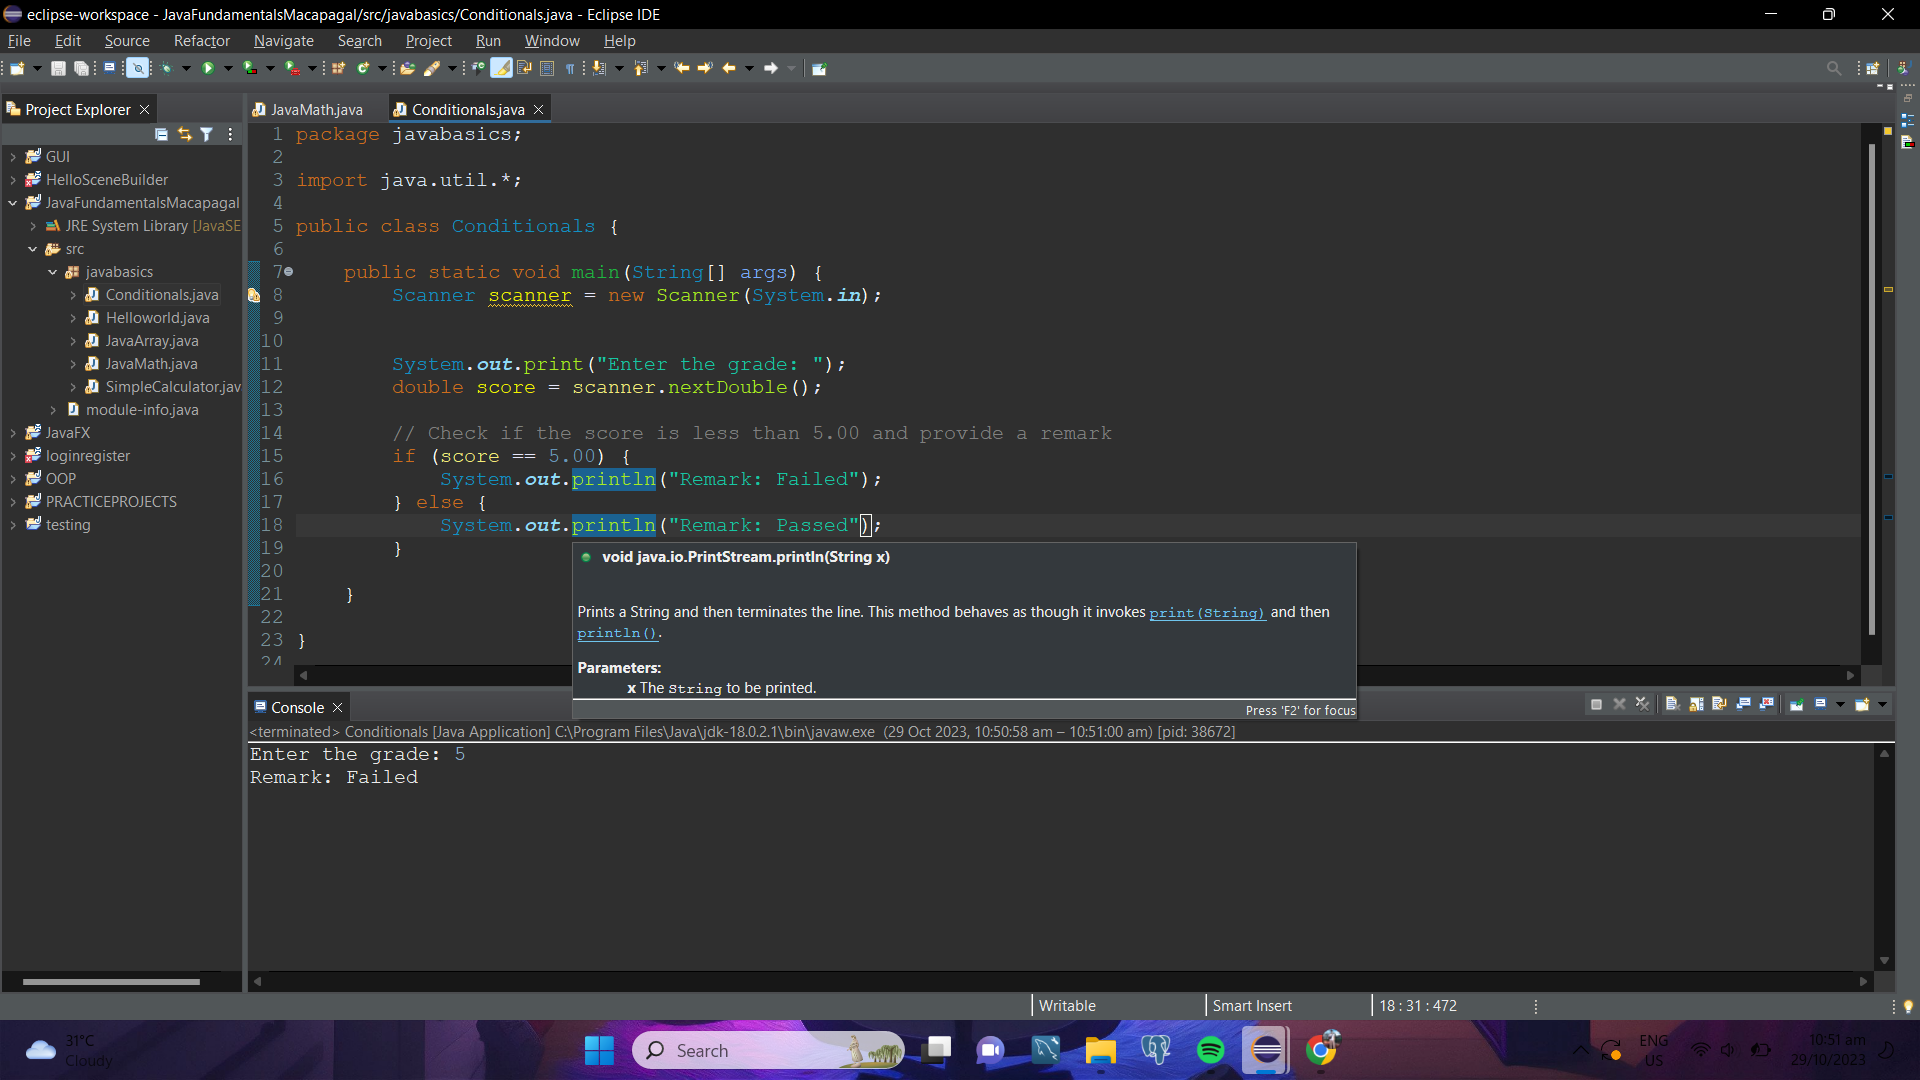 eclipse-workspace - JavaFundamentalsMacapagal/src/javabasics/Conditionals.java - Eclipse IDE
File Edit Source Refactor Navigate Search Project Run Window Help
Project Explorer
GUI
HelloSceneBuilder
JavaFundamentalsMacapagal
JRE System Library [JavaSE
src
javabasics
Conditionals.java
Helloworld.java
JavaArray.java
JavaMath.java
SimpleCalculator.jav
module-info.java
JavaFX
loginregister
OOP
PRACTICEPROJECTS
testing
JavaMath.java Conditionals.java
1 package javabasics;
2
3 import java.util.*;
4
5 public class Conditionals {
6
7 public static void main(String[] args) {
8 Scanner scanner = new Scanner(System.in);
9
10
11 System.out.print("Enter the grade: ");
12 double score = scanner.nextDouble();
13
14 // Check if the score is less than 5.00 and provide a remark
15 if (score == 5.00) {
16 System.out.println("Remark: Failed");
17 } else {
18 System.out.println("Remark: Passed");
19 }
20
21 }
22
23 }
24
void java.io.PrintStream.println(String x)
Prints a String and then terminates the line. This method behaves as though it invokes print(String) and then
println().
Parameters:
x The String to be printed.
Press 'F2' for focus
Console
<terminated> Conditionals [Java Application] C:\Program Files\Java\jdk-18.0.2.1\bin\javaw.exe (29 Oct 2023, 10:50:58 am – 10:51:00 am) [pid: 38672]
Enter the grade: 5
Remark: Failed
Writable Smart Insert 18 : 31 : 472
31°C
Cloudy
Search
ENG
US
10:51 am
29/10/2023